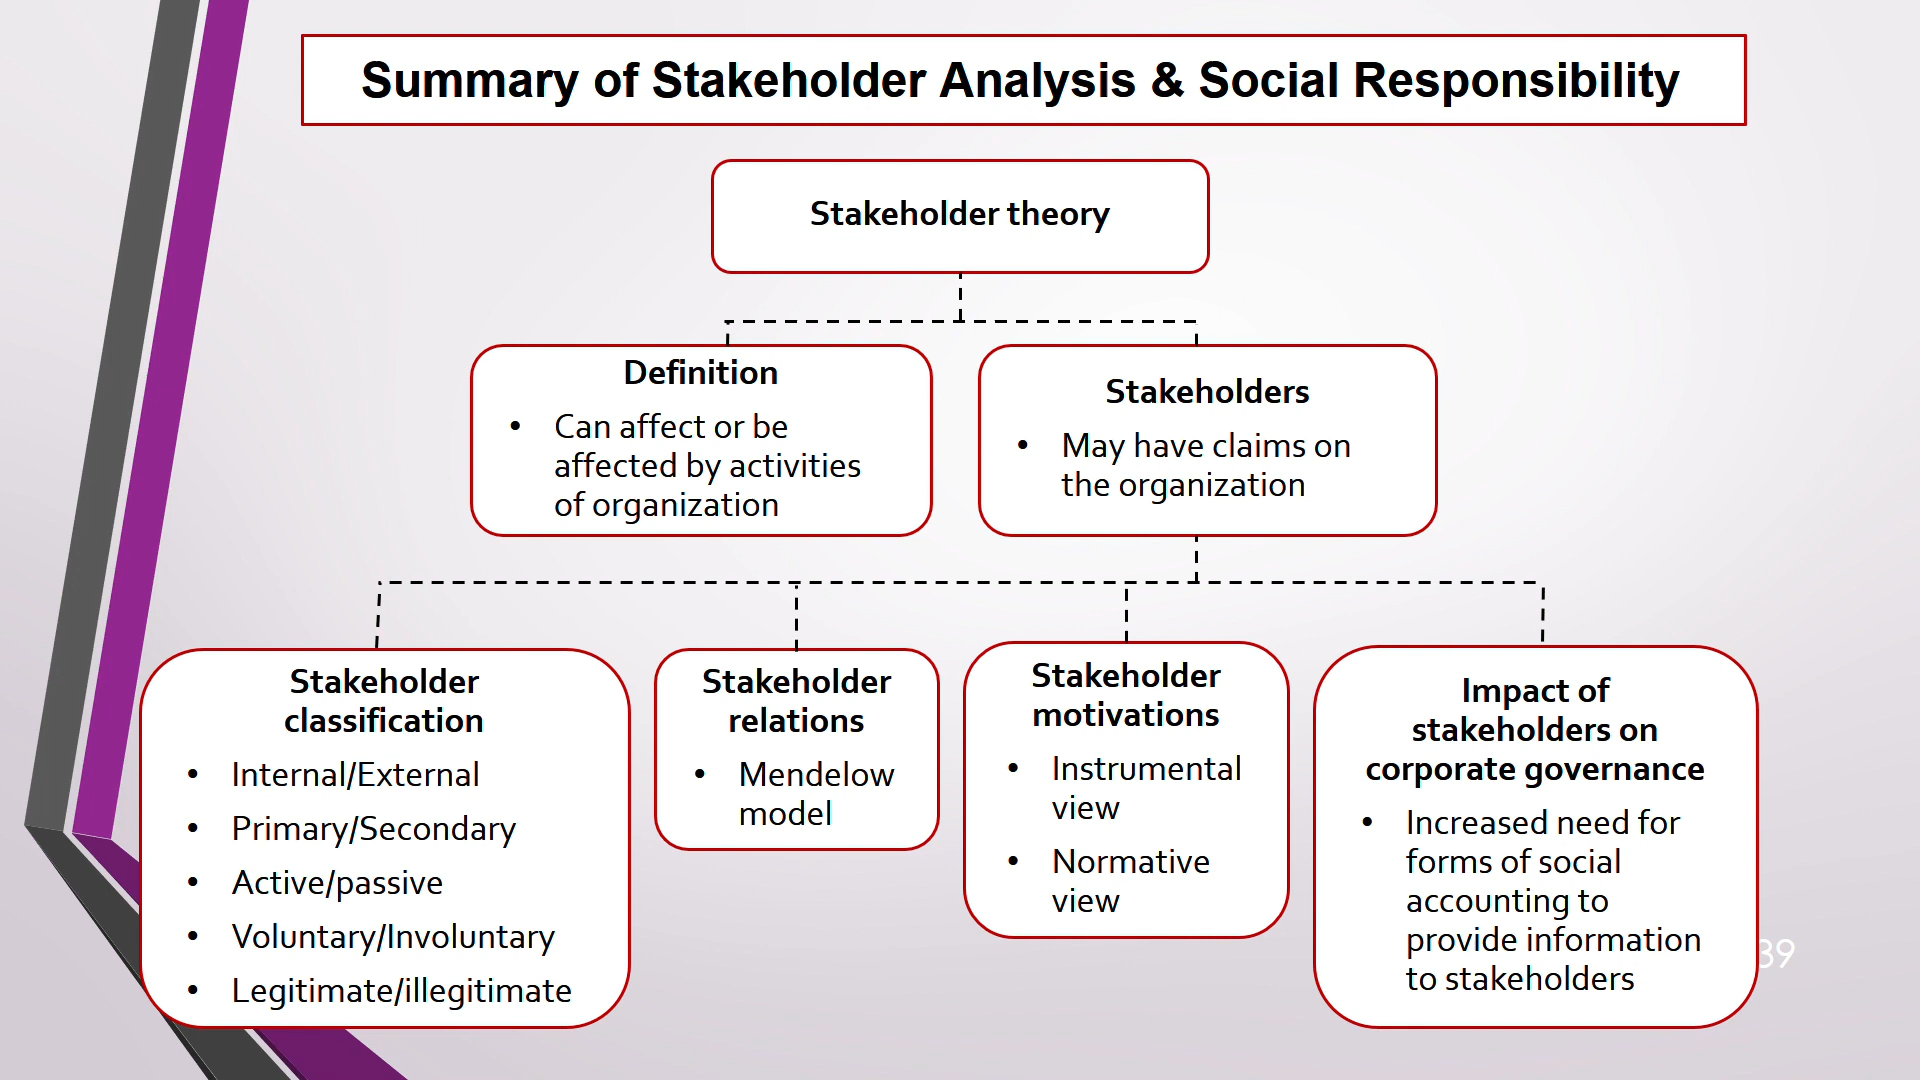 Summary of Stakeholder Analysis & Social Responsibility
Stakeholder theory
Definition
• Can affect or be
affected by activities
of organization
Stakeholders
• May have claims on
the organization
Stakeholder
classification
• Internal/External
• Primary/Secondary
• Active/passive
• Voluntary/Involuntary
• Legitimate/illegitimate
Stakeholder
relations
• Mendelow
model
Stakeholder
motivations
• Instrumental
view
• Normative
view
Impact of
stakeholders on
corporate governance
• Increased need for
forms of social
accounting to
provide information
to stakeholders
39